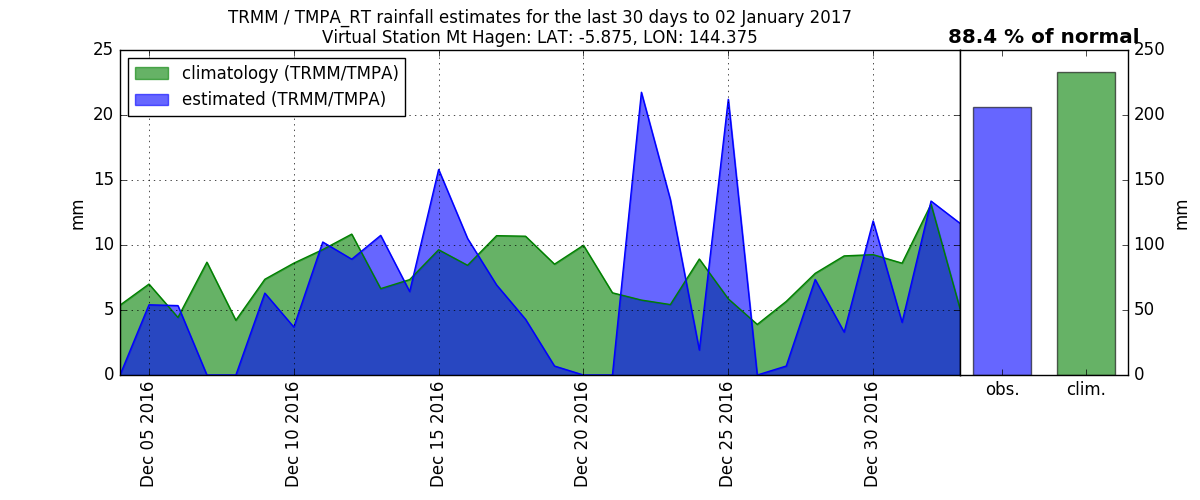 TRMM / TMPA_RT rainfall estimates for the last 30 days to 02 January 2017
Virtual Station Mt Hagen: LAT: -5.875, LON: 144.375
88.4 % of normal
climatology (TRMM/TMPA)
estimated (TRMM/TMPA)
25
20
15
10
5
0
mm
250
200
150
100
50
0
mm
obs.
clim.
Dec 05 2016
Dec 10 2016
Dec 15 2016
Dec 20 2016
Dec 25 2016
Dec 30 2016